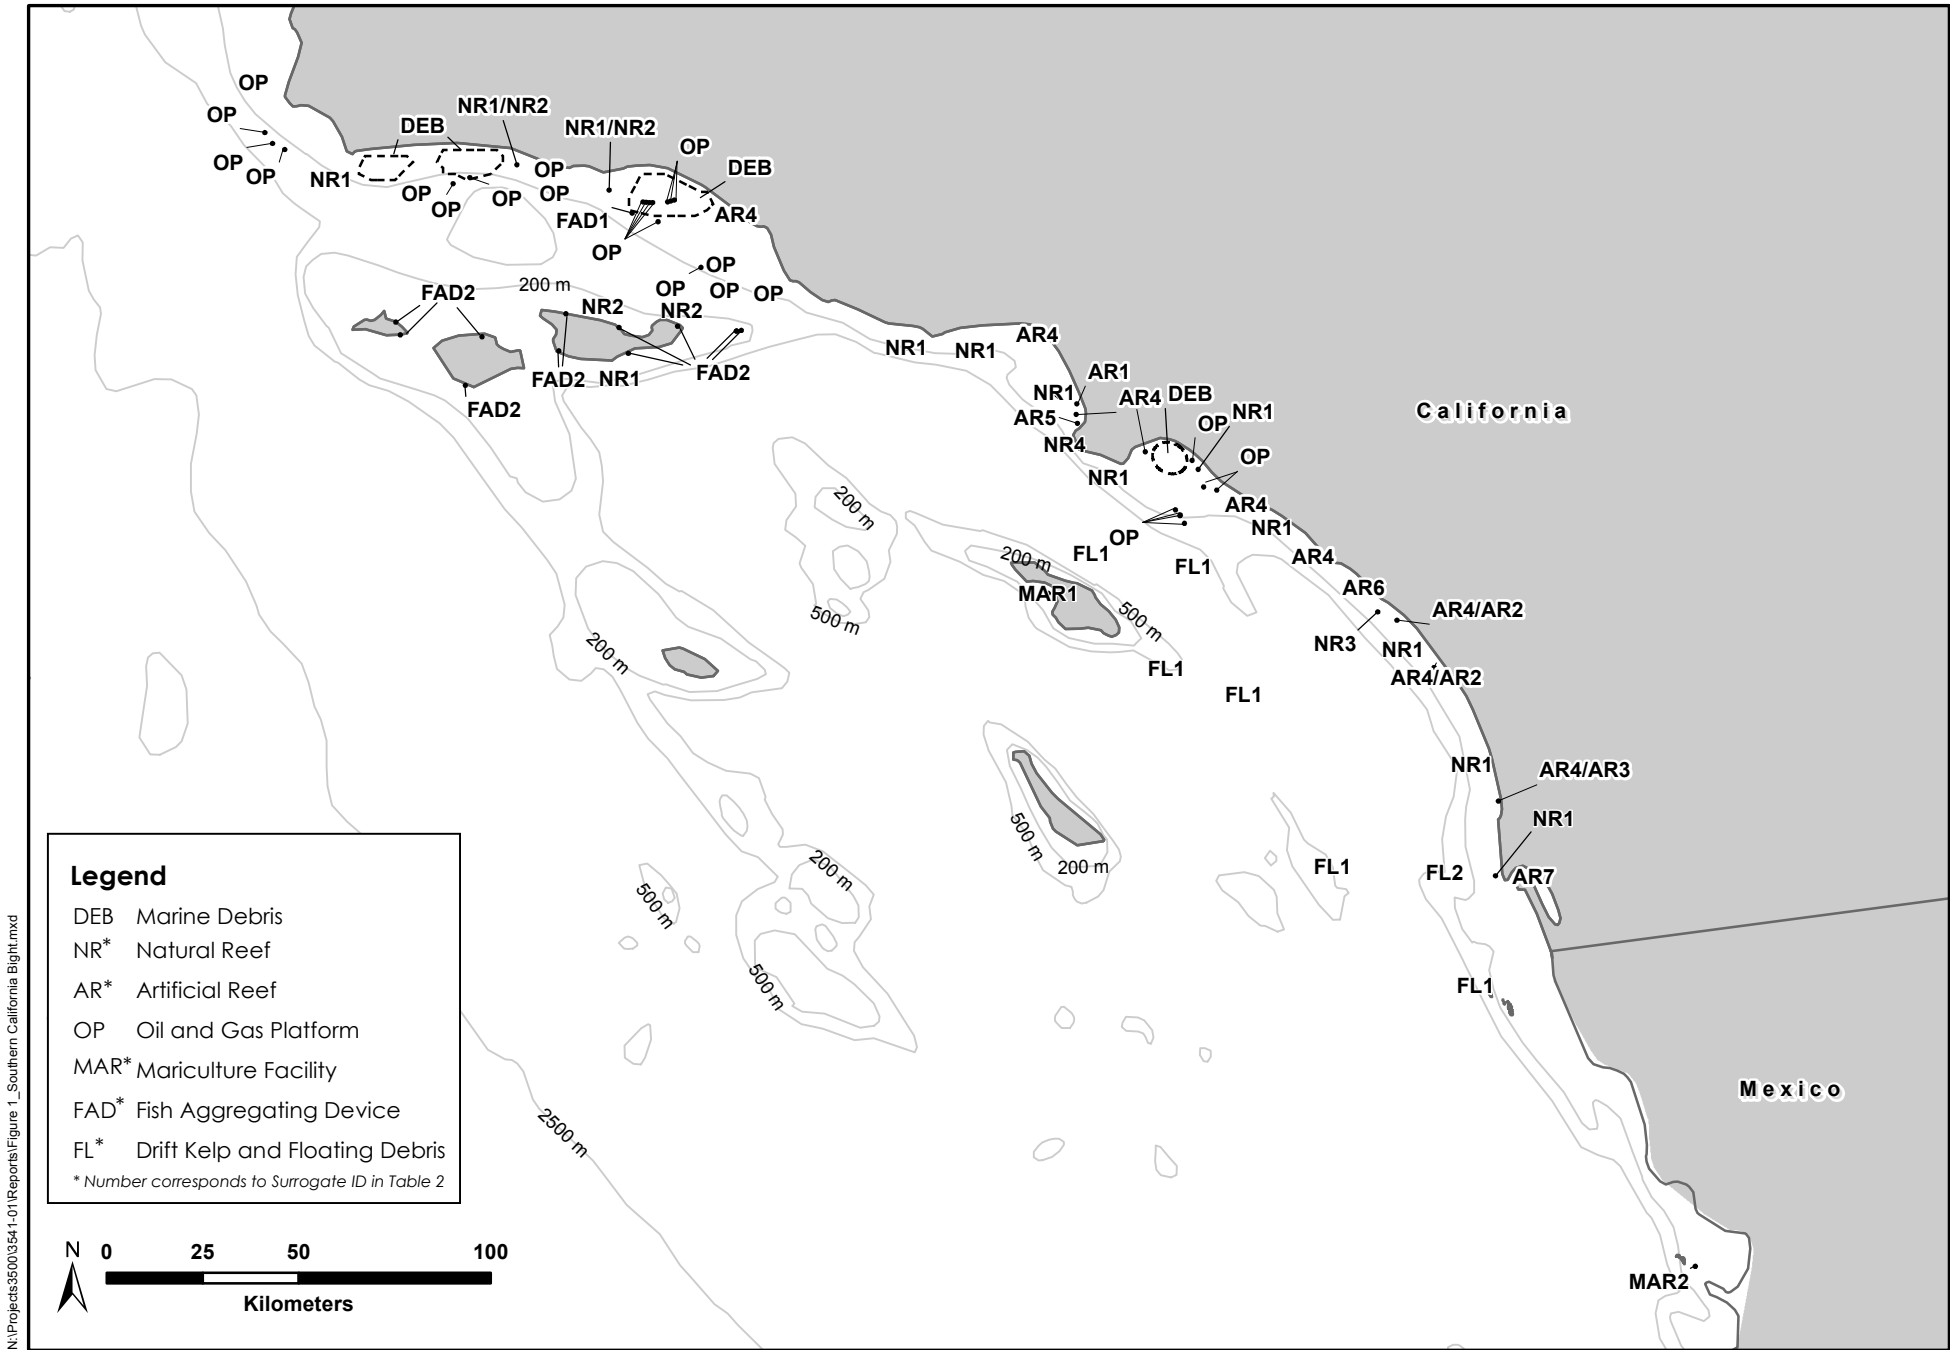 OP
NR1/NR2
OP
DEB
NR1/NR2
OP
OP
DEB
OP
OP
NR1
OP
OP
OP
OP
OP
FAD1
AR4
OP
OP
200 m
OP
OP
OP
FAD2
NR2
NR2
FAD2
NR1
FAD2
FAD2
NR1
NR1
AR4
AR1
NR1
AR4
DEB
AR5
OP
NR1
NR4
OP
NR1
AR4
California
200 m
OP
NR1
FL1
FL1
AR4
200 m
MAR1
AR6
500 m
500 m
AR4/AR2
200 m
NR3
NR1
FL1
AR4/AR2
FL1
NR1
AR4/AR3
NR1
500 m
200 m
200 m
FL1
FL2
AR7
500 m
500 m
FL1
Mexico
2500 m
MAR2
Legend
DEB Marine Debris
NR* Natural Reef
AR* Artificial Reef
OP Oil and Gas Platform
MAR* Mariculture Facility
FAD* Fish Aggregating Device
FL* Drift Kelp and Floating Debris
* Number corresponds to Surrogate ID in Table 2
N
0 25 50 100
Kilometers
N:\Projects3500\3541-01\Reports\Figure 1_Southern California Bight.mxd